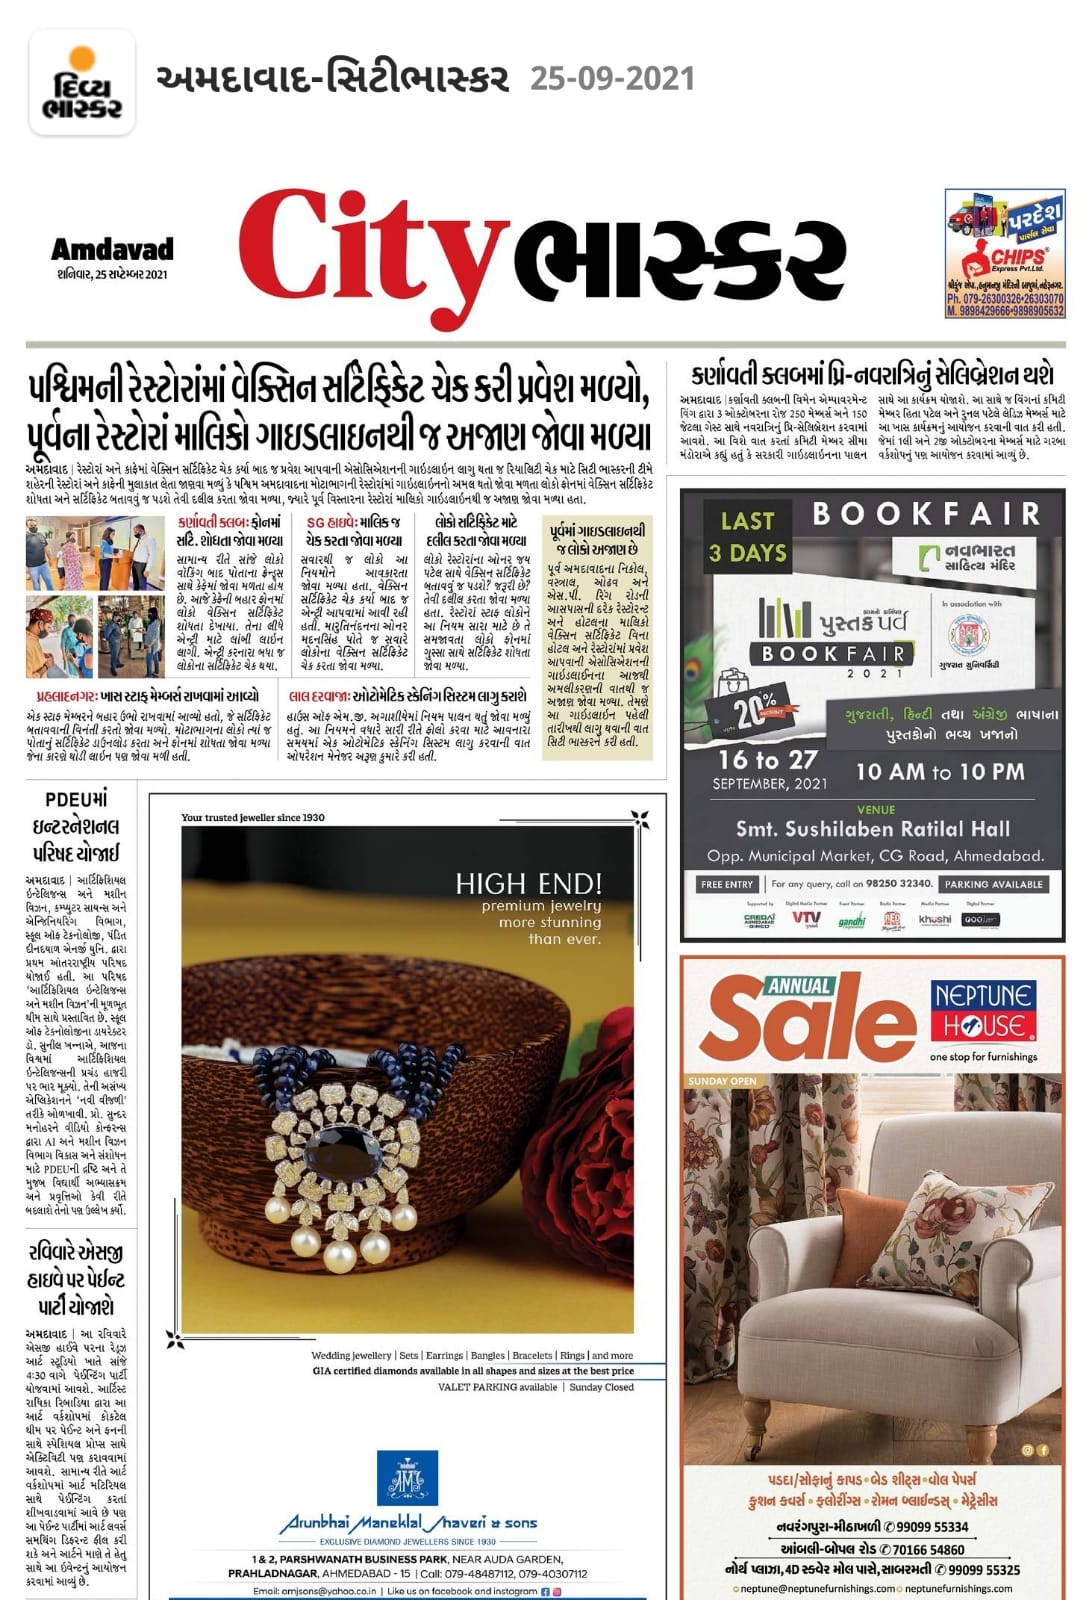 દિવ્ય
ભાસ્કર
અમદાવાદ-સિટીભાસ્કર 25-09-2021
Amdavad
શનિવાર, 25 સપ્ટેમ્બર 2021
City ભાસ્કર
પરદેશ
પાર્સલ સેવા
CHIPS
Express Pvt.Ltd.
Ph. 079-26300326•26303070
M. 9898429666•9898905632
પશ્ચિમની રેસ્ટોરાંમાં વેક્સિન સર્ટિફિકેટ ચેક કરી પ્રવેશ મળ્યો,
પૂર્વના રેસ્ટોરાં માલિકો ગાઇડલાઇનથી જ અજાણ જોવા મળ્યા
અમદાવાદ | રેસ્ટોરાં અને કાફેમાં વેક્સિન સર્ટિફિકેટ ચેક કર્યા બાદ જ પ્રવેશ આપવાની એસોસિએશનની ગાઇડલાઇન લાગુ થતા જ રિયાલિટી ચેક માટે સિટી ભાસ્કરની ટીમે
શહેરની રેસ્ટોરાં અને કાફેની મુલાકાત લેતા જાણવા મળ્યું કે પશ્ચિમ અમદાવાદના મોટાભાગની રેસ્ટોરાંમાં ગાઇડલાઇનનો અમલ થતો જોવા મળતા લોકો ફોનમાં વેક્સિન સર્ટિફિકેટ
શોધતા અને સર્ટિફિકેટ બતાવવું જ પડશે તેવી દલીલ કરતા જોવા મળ્યા, જ્યારે પૂર્વ વિસ્તારના રેસ્ટોરાં માલિકો ગાઇડલાઇનથી જ અજાણ જોવા મળ્યા હતા.
કર્ણાવતી ક્લબ: ફોનમાં
સર્ટિ. શોધતા જોવા મળ્યા
સામાન્ય રીતે સાંજે લોકો
વૉકિંગ બાદ પોતાના ફ્રેન્ડ્સ
સાથે કેફેમાં જોવા મળતા હોય
છે. આજે કેફેની બહાર ફોનમાં
લોકો વેક્સિન સર્ટિફિકેટ
શોધતા દેખાયા. તેના લીધે
એન્ટ્રી માટે લાંબી લાઇન
લાગી. એન્ટ્રી કરનારા બધા જ
લોકોના સર્ટિફિકેટ ચેક થયા.
SG હાઇવે: માલિક જ
ચેક કરતા જોવા મળ્યા
સવારથી જ લોકો આ
નિયમોને આવકારતા
જોવા મળ્યા હતા. વેક્સિન
સર્ટિફિકેટ ચેક કર્યા બાદ જ
એન્ટ્રી આપવામાં આવી રહી
હતી. મારુતિનંદનના ઓનર
મદનસિંહ પોતે જ સવારે
લોકોના વેક્સિન સર્ટિફિકેટ
ચેક કરતા જોવા મળ્યા.
લોકો સર્ટિફિકેટ માટે
દલીલ કરતા જોવા મળ્યા
લોકો રેસ્ટોરાંના ઓનર જય
પટેલ સાથે વેક્સિન સર્ટિફિકેટ
બતાવવું જ પડશે? જરૂરી છે?
તેવી દલીલ કરતા જોવા મળ્યા
હતા. રેસ્ટોરાં સ્ટાફ લોકોને
આ નિયમ સારા માટે છે તે
સમજાવતા લોકો ફોનમાં
ગુસ્સા સાથે સર્ટિફિકેટ શોધતા
જોવા મળ્યા.
પૂર્વમાં ગાઇડલાઇનથી
જ લોકો અજાણ છે
પૂર્વ અમદાવાદના નિકોલ,
વસ્ત્રાલ, ઓઢવ અને
એસ.પી. રિંગ રોડની
આસપાસની દરેક રેસ્ટોરન્ટ
અને હોટલના માલિકો
વેક્સિન સર્ટિફિકેટ વિના
હોટલ અને રેસ્ટોરાંમાં પ્રવેશ
આપવાની એસોસિએશનની
ગાઇડલાઈનના આજથી
અમલીકરણની વાતથી જ
અજાણ જોવા મળ્યા. તેમણે
આ ગાઇડલાઈન પહેલી
તારીખથી લાગુ થવાની વાત
સિટી ભાસ્કરને કરી હતી.
પ્રહલાદનગર: ખાસ સ્ટાફ મેમ્બર્સ રાખવામાં આવ્યો
એક સ્ટાફ મેમ્બરને બહાર ઉભો રાખવામાં આવ્યો હતો, જે સર્ટિફિકેટ
બતાવવાની વિનંતી કરતો જોવા મળ્યો. મોટાભાગના લોકો ત્યાં જ
પોતાનું સર્ટિફિકેટ ડાઉનલોડ કરતા અને ફોનમાં શોધતા જોવા મળ્યા
જેના કારણે થોડી લાઈન પણ જોવા મળી હતી.
લાલ દરવાજા: ઓટોમેટિક સ્કેનિંગ સિસ્ટમ લાગુ કરાશે
હાઉસ ઓફ એમ.જી. અગાશીયેમાં નિયમ પાલન થતું જોવા મળ્યું
હતું. આ નિયમને વધારે સારી રીતે ફોલો કરવા માટે આવનારા
સમયમાં એક ઓટોમેટિક સ્કેનિંગ સિસ્ટમ લાગુ કરવાની વાત
ઓપરેશન મેનેજર અરૂણ કુમારે કરી હતી.
કર્ણાવતી ક્લબમાં પ્રિ-નવરાત્રિનું સેલિબ્રેશન થશે
અમદાવાદ | કર્ણાવતી ક્લબની વિમેન એમ્પાવરમેન્ટ
વિંગ દ્વારા 3 ઓક્ટોબરના રોજ 250 મેમ્બર્સ અને 150
જેટલા ગેસ્ટ સાથે નવરાત્રિનું પ્રિ-સેલિબ્રેશન કરવામાં
આવશે. આ વિશે વાત કરતાં કમિટી મેમ્બર સીમા
મંડોરાએ કહ્યું હતું કે સરકારી ગાઇડલાઇનના પાલન
સાથે આ કાર્યક્રમ યોજાશે. આ સાથે જ વિંગનાં કમિટી
મેમ્બર હિતા પટેલ અને ડ્રૂનલ પટેલે લેડિઝ મેમ્બર્સ માટે
આ ખાસ કાર્યક્રમનું આયોજન કરવાની વાત કરી હતી.
જેમાં 1લી અને 2જી ઓક્ટોબરના મેમ્બર્સ માટે ગરબા
વર્કશોપનું પણ આયોજન કરવામાં આવ્યું છે.
LAST
3 DAYS
BOOKFAIR
નવભારત
સાહિત્ય મંદિર
પુસ્તક પર્વ
BOOKFAIR
2021
In association with
ગુજરાત યુનિવર્સિટી
20%
DISCOUNT
ગુજરાતી, હિન્દી તથા અંગ્રેજી ભાષાના
પુસ્તકોનો ભવ્ય ખજાનો
16 to 27
SEPTEMBER, 2021
10 AM to 10 PM
VENUE
Smt. Sushilaben Ratilal Hall
Opp. Municipal Market, CG Road, Ahmedabad.
FREE ENTRY | For any query, call on 98250 32340. PARKING AVAILABLE
Supported by
Digital Media Partner
Event Partner
Radio Partner
Media Partner
Digital Partner
CREDAI
VTV
gandhi
RED
khushi
PDEUમાં
ઇન્ટરનેશનલ
પરિષદ યોજાઈ
અમદાવાદ | આર્ટિફિશિયલ
ઇન્ટેલિજન્સ અને મશીન
વિઝન, કમ્પ્યુટર સાયન્સ અને
એન્જિનિયરિંગ વિભાગ,
સ્કૂલ ઓફ ટેક્નોલોજી, પંડિત
દીનદયાળ એનર્જી યુનિ. દ્વારા
પ્રથમ આંતરરાષ્ટ્રીય પરિષદ
યોજાઈ હતી. આ પરિષદ
'આર્ટિફિશિયલ ઇન્ટેલિજન્સ
અને મશીન વિઝન'ની મૂળભૂત
થીમ સાથે પ્રસ્તાવિત છે. સ્કૂલ
ઓફ ટેક્નોલોજીના ડાયરેક્ટર
ડો. સુનીલ ખન્નાએ, આજના
વિશ્વમાં આર્ટિફિશિયલ
ઇન્ટેલિજન્સની પ્રચંડ હાજરી
પર ભાર મૂક્યો. તેની અસંખ્ય
એપ્લિકેશનને 'નવી વીજળી'
તરીકે ઓળખાવી. પ્રો. સુન્દર
મનોહરને વીડિયો કોન્ફરન્સ
દ્વારા AI અને મશીન વિઝન
વિભાગ વિકાસ અને સંશોધન
માટે PDEUની દ્રષ્ટિ અને તે
મુજબ વિદ્યાર્થી અભ્યાસક્રમ
અને પ્રવૃત્તિઓ કેવી રીતે
બદલાશે તેનો પણ ઉલ્લેખ કર્યો.
રવિવારે એસજી
હાઇવે પર પેઈન્ટ
પાર્ટી યોજાશે
અમદાવાદ | આ રવિવારે
એસજી હાઈવે પરના રેડ્રઝ
આર્ટ સ્ટૂડિયો ખાતે સાંજે
4:30 વાગે પેઈન્ટિંગ પાર્ટી
યોજવામાં આવશે. આર્ટિસ્ટ
રાધિકા રિબાડિયા દ્વારા આ
આર્ટ વર્કશોપમાં કોકટેલ
થીમ પર પેઈન્ટ અને ફનની
સાથે સ્પેશિયલ પ્રોપ્સ સાથે
એક્ટિવિટી પણ કરાવવામાં
આવશે. સામાન્ય રીતે આર્ટ
વર્કશોપમાં આર્ટ મટિરિયલ
સાથે પેઈન્ટિંગ કરતાં
શીખવાડવામાં આવે છે પણ
આ પેઈન્ટ પાર્ટીમાં આર્ટ લવર્સ
સમથિંગ ડિફરન્ટ ફીલ કરી
શકે અને આર્ટને માણે તે હેતુ
સાથે આ ઇવેન્ટનું આયોજન
કરવામાં આવ્યું છે.
Your trusted jeweller since 1930
HIGH END!
premium jewelry
more stunning
than ever.
Wedding jewellery | Sets | Earrings | Bangles | Bracelets | Rings | and more
GIA certified diamonds available in all shapes and sizes at the best price
VALET PARKING available | Sunday Closed
AMJ
Arunbhai Maneklal Jhaveri & sons
EXCLUSIVE DIAMOND JEWELLERS SINCE 1930
1 & 2, PARSHWANATH BUSINESS PARK, NEAR AUDA GARDEN,
PRAHLADNAGAR, AHMEDABAD - 15 | Call: 079-48487112, 079-40307112
Email: amjsons@yahoo.co.in | Like us on facebook and instagram
ANNUAL
Sale
NEPTUNE
HOUSE
one stop for furnishings
SUNDAY OPEN
પડદા/સોફાનું કાપડ • બેડ શીટ્સ • વોલ પેપર્સ
કુશન કવર્સ • ફ્લોરીંગ્સ • રોમન બ્લાઈન્ડ્સ • મેટ્રેસીસ
નવરંગપુરા-મીઠાખળી 99099 55334
આંબલી-બોપલ રોડ 70166 54860
નોર્થ પ્લાઝા, 4D સ્ક્વેર મોલ પાસે, સાબરમતી 99099 55325
neptune@neptunefurnishings.com neptunefurnishings.com